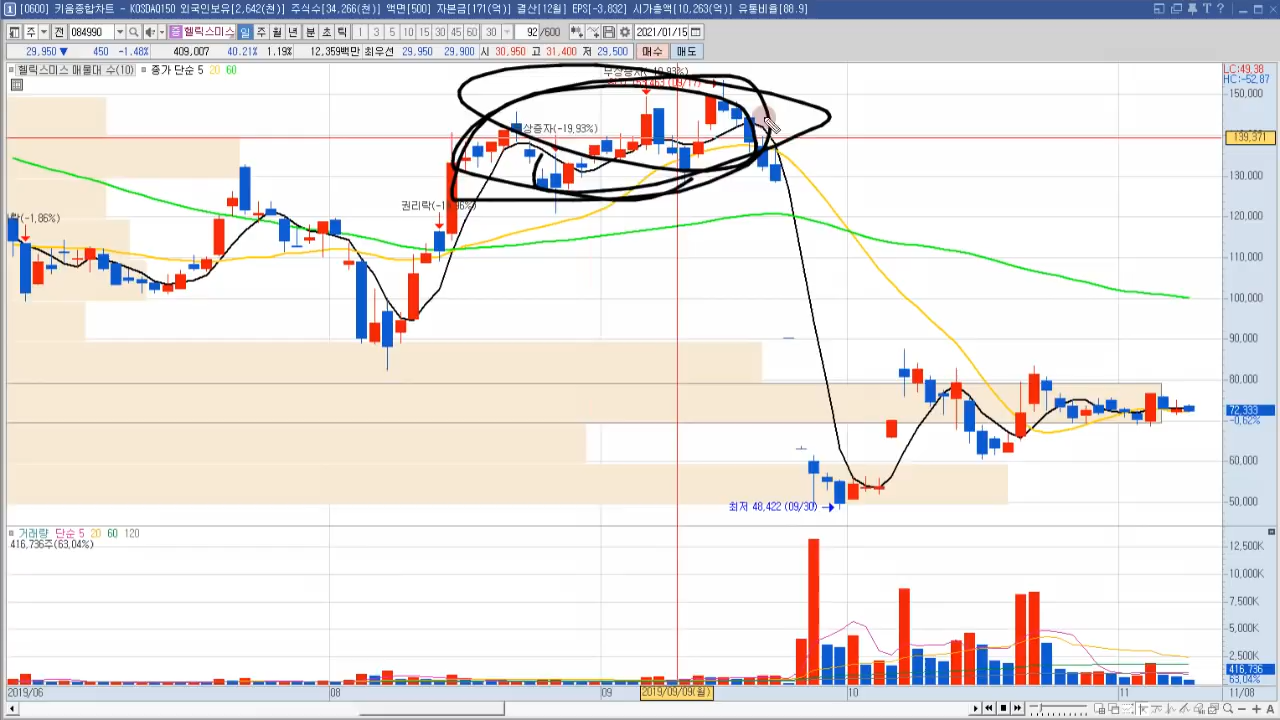 [0600] 키움종합차트 - KOSDAQ150 외국인보유[2,642(천)] 주식수[34,266(천)] 액면[500] 자본금[171(억)] 결산[12월] EPS[-3,832] 시가총액[10,263(억)] 유동비율[88.9]
주 전 084990 증 헬릭스미스 일 주 월 년 분 초 틱 1 3 5 10 15 30 45 60 30 92 /600 2021/01/15
29,950 ▼ 450 -1.48% 409,007 40.21% 1.19% 12,359백만 최우선 29,950 29,900 시 30,950 고 31,400 저 29,500 매수 매도
헬릭스미스 매물대 수(10) 종가 단순 5 20 60
LC:49.38
HC:-52.87
150,000
상증자(-19,93%)
139,371
130,000
120,000
권리락
110,000
100,000
90,000
80,000
72,333
-0.62%
60,000
50,000
최저 48,422 (09/30)
거래량 단순 5 20 60 120
416,736주(63,04%)
12,500K
10,000K
7,500K
5,000K
2,500K
416,736
63.04%
2019/06 08 09 2019/09/09(월) 10 11 11/08